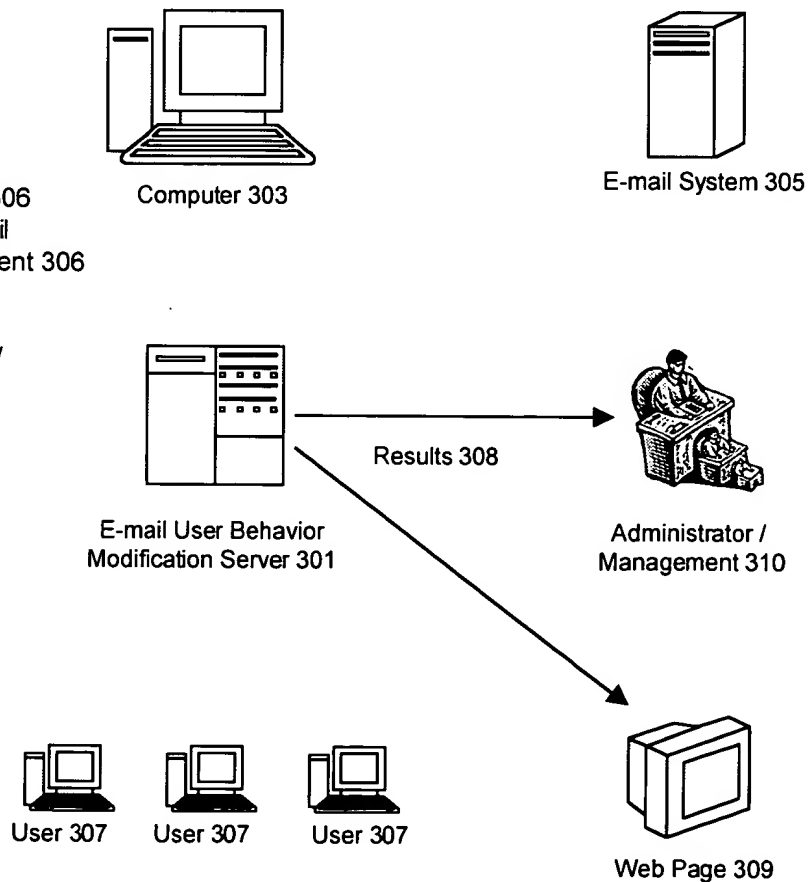 Computer 303
E-mail System 305
ent 306
Results 308
E-mail User Behavior
Modification Server 301
Administrator /
Management 310
User 307
User 307
User 307
Web Page 309